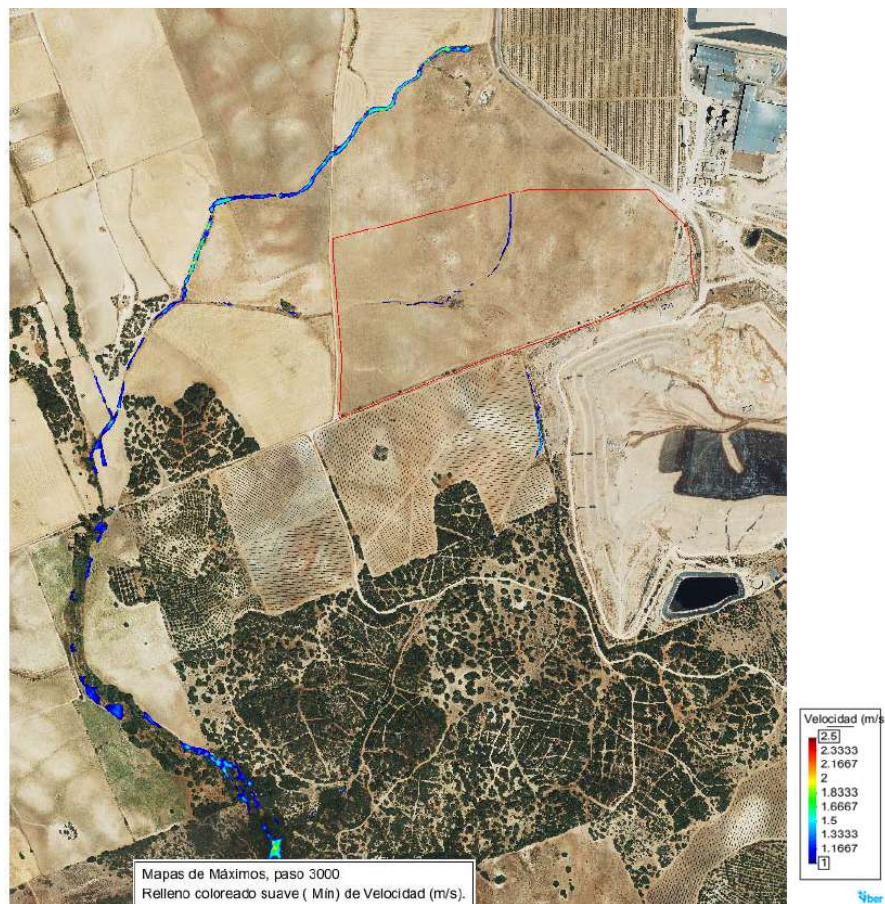 Velocidad (m/s
2.5
2.3333
2.1667
2
1.8333
1.6667
1.5
1.3333
1.1667
1
Mapas de Máximos, paso 3000
Relleno coloreado suave ( Mín) de Velocidad (m/s).
iber